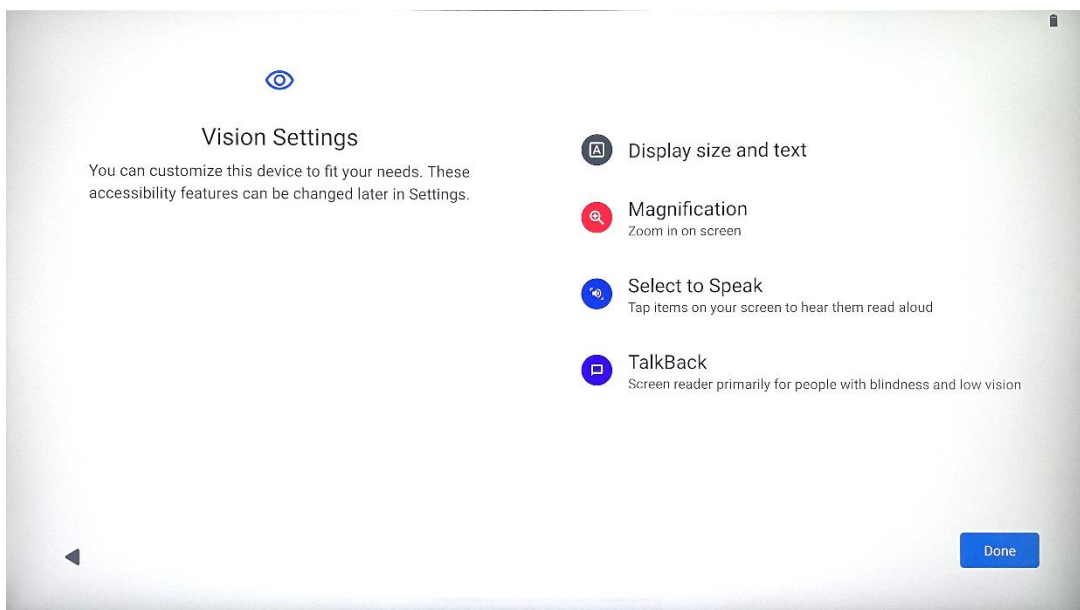 Vision Settings
You can customize this device to fit your needs. These
accessibility features can be changed later in Settings.
Display size and text
Magnification
Zoom in on screen
Select to Speak
Tap items on your screen to hear them read aloud
TalkBack
Screen reader primarily for people with blindness and low vision
Done